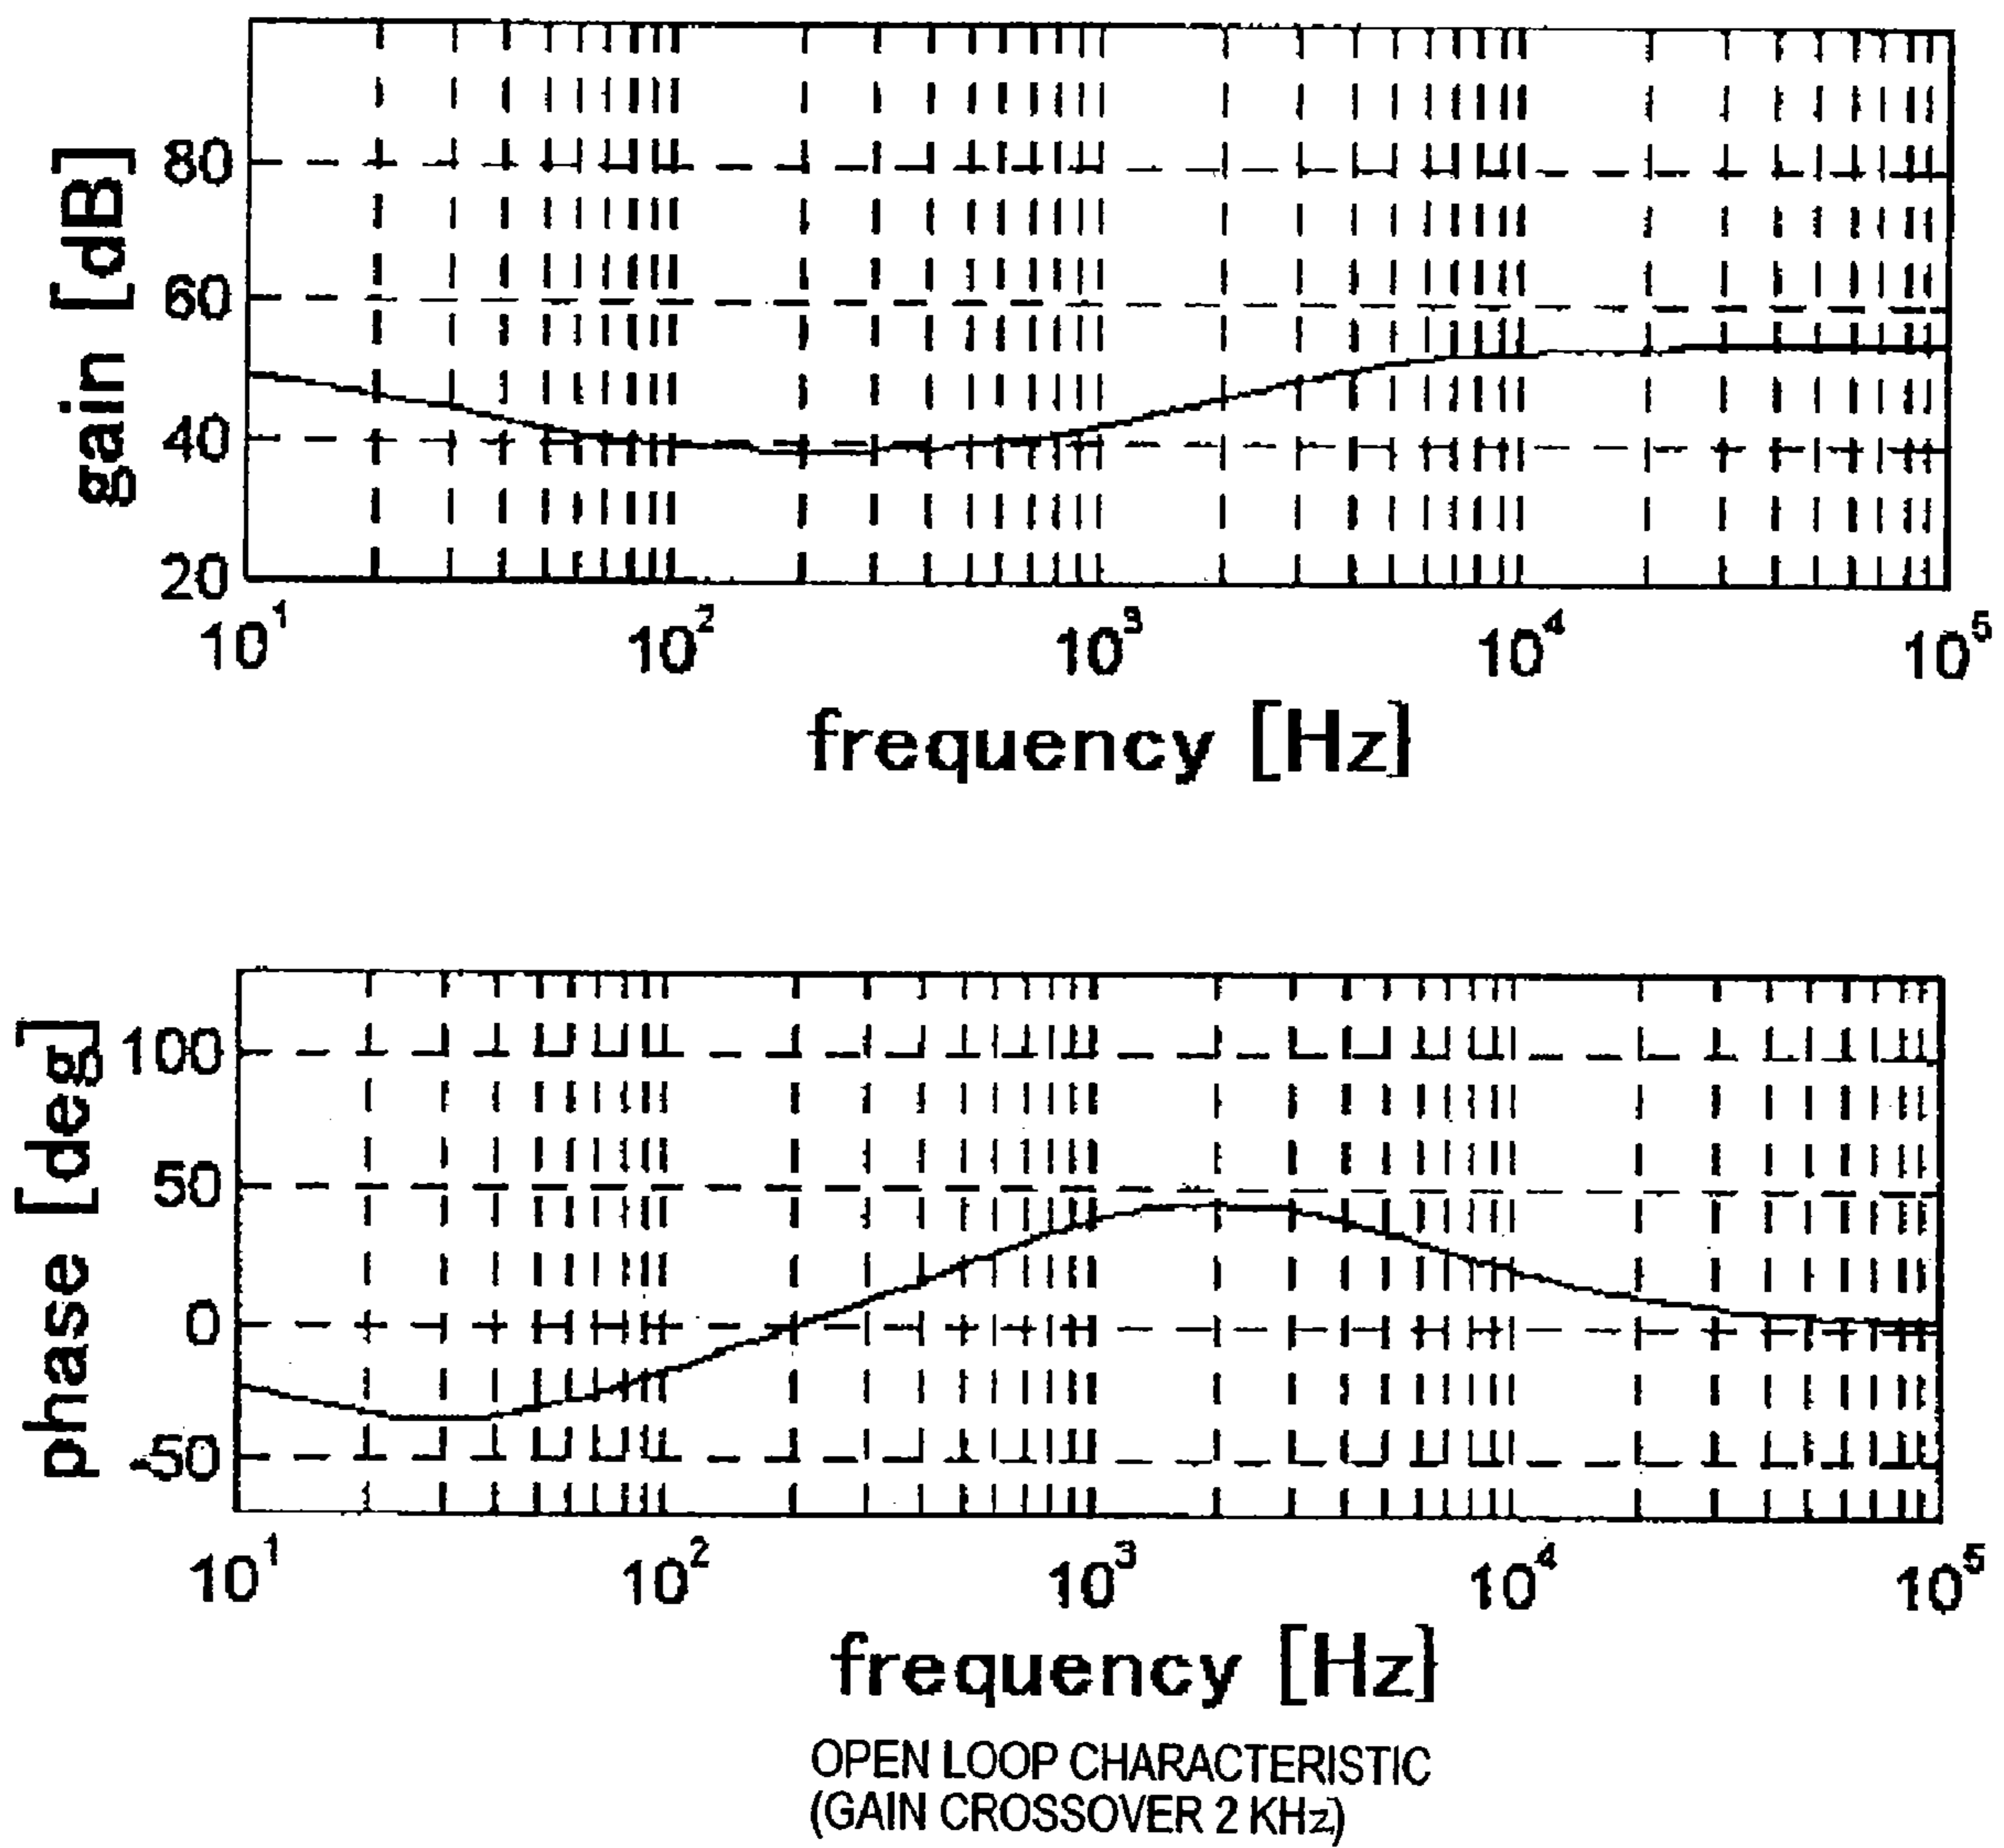 gain [dB]
80
60
40
20
10¹ 10² 10³ 10⁴ 10⁵
frequency [Hz]
phase [deg]
100
50
0
-50
10¹ 10² 10³ 10⁴ 10⁵
frequency [Hz]
OPEN LOOP CHARACTERISTIC
(GAIN CROSSOVER 2 KHz)